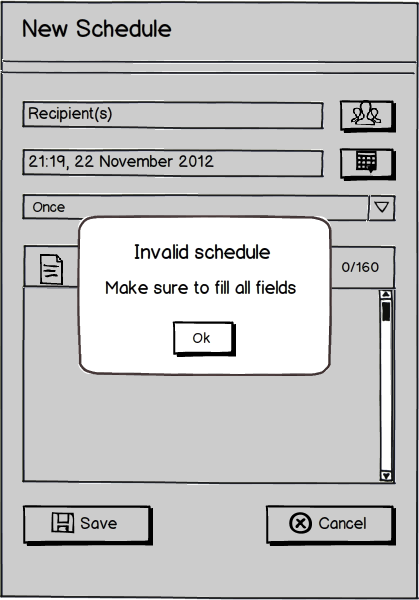 New Schedule
Recipient(s)
21:19, 22 November 2012
Once
0/160
Invalid schedule
Make sure to fill all fields
Ok
Save
Cancel